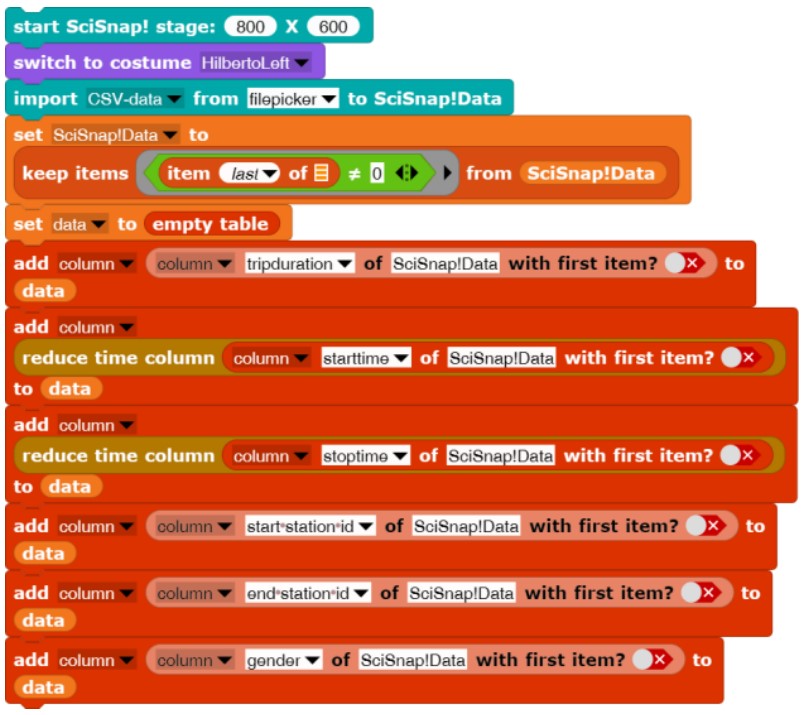 start SciSnap! stage: 800 X 600
switch to costume HilbertoLeft
import CSV-data from filepicker to SciSnap!Data
set SciSnap!Data to
keep items item last of ≠ 0 from SciSnap!Data
set data to empty table
add column column tripduration of SciSnap!Data with first item? to
data
add column
reduce time column column starttime of SciSnap!Data with first item?
to data
add column
reduce time column column stoptime of SciSnap!Data with first item?
to data
add column column start station id of SciSnap!Data with first item? to
data
add column column end station id of SciSnap!Data with first item? to
data
add column column gender of SciSnap!Data with first item? to
data